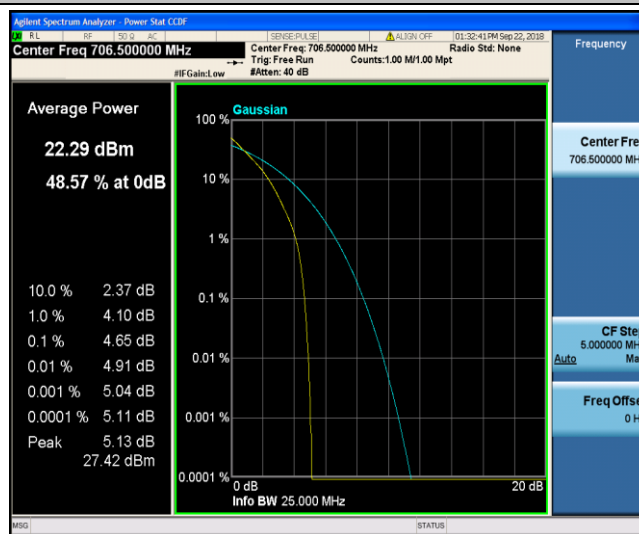 Agilent Spectrum Analyzer - Power Stat CCDF
RL RF 50 Ω AC SENSE:PULSE ALIGN OFF 01:32:41 PM Sep 22, 2018
Center Freq 706.500000 MHz
Center Freq: 706.500000 MHz Radio Std: None
Trig: Free Run Counts:1.00 M/1.00 Mpt
#IFGain:Low #Atten: 40 dB
Frequency
Average Power
22.29 dBm
48.57 % at 0dB
10.0 % 2.37 dB
1.0 % 4.10 dB
0.1 % 4.65 dB
0.01 % 4.91 dB
0.001 % 5.04 dB
0.0001 % 5.11 dB
Peak 5.13 dB
27.42 dBm
Gaussian
100 %
10 %
1 %
0.1 %
0.01 %
0.001 %
0.0001 %
0 dB 20 dB
Info BW 25.000 MHz
Center Fre
706.500000 MH
CF Ste
5.000000 MH
Auto Ma
Freq Offse
0 H
MSG STATUS